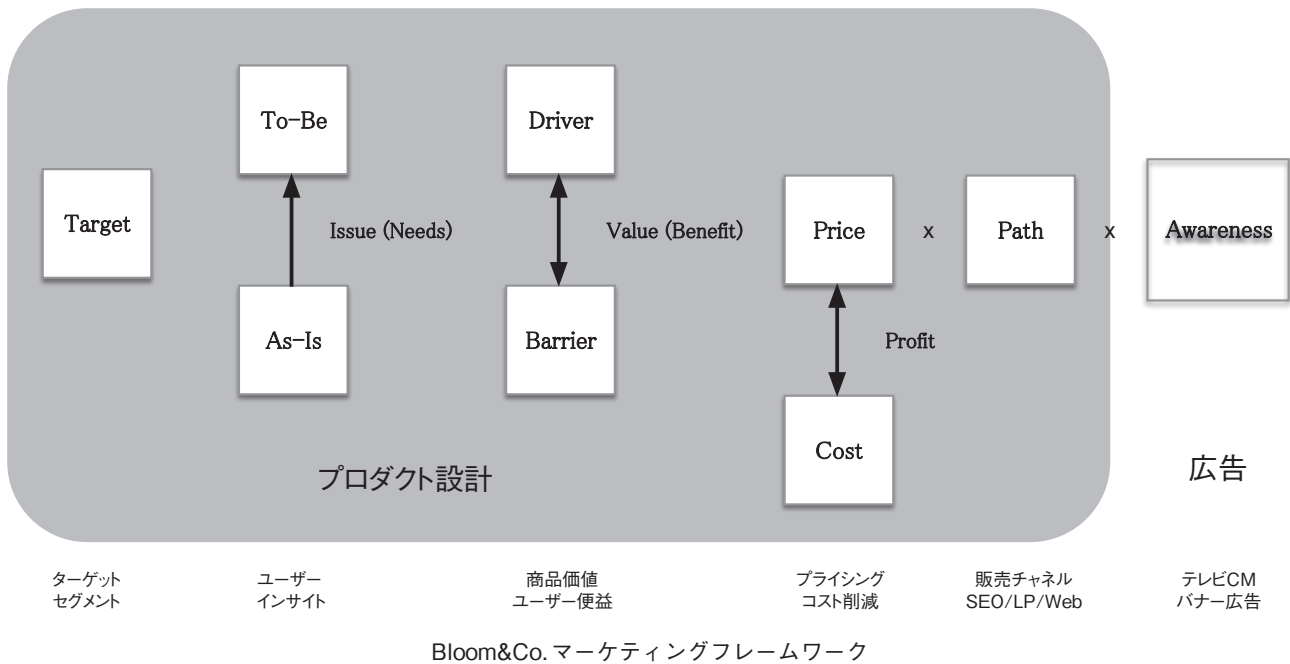 To-Be
Driver
Target
Issue (Needs)
Value (Benefit)
Price
x
Path
x
Awareness
As-Is
Barrier
Profit
Cost
プロダクト設計
広告
ターゲット
セグメント
ユーザー
インサイト
商品価値
ユーザー便益
プライシング
コスト削減
販売チャネル
SEO/LP/Web
テレビCM
バナー広告
Bloom&Co.マーケティングフレームワーク